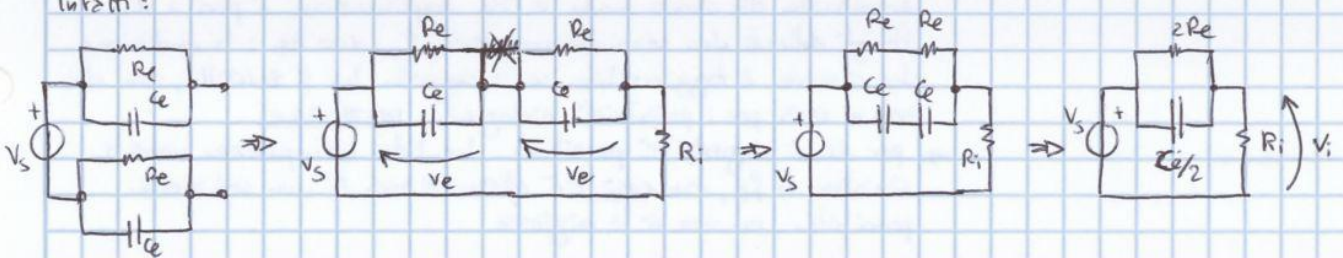 Infatti:
Re Re Re Re Re 2Re
Ce Ce Ce Ce Ce
+ + + +
Vs ⇒ Vs Ri ⇒ Vs Ri ⇒ Vs Ri Vi
Re Ve Ve Ce/2
Ce